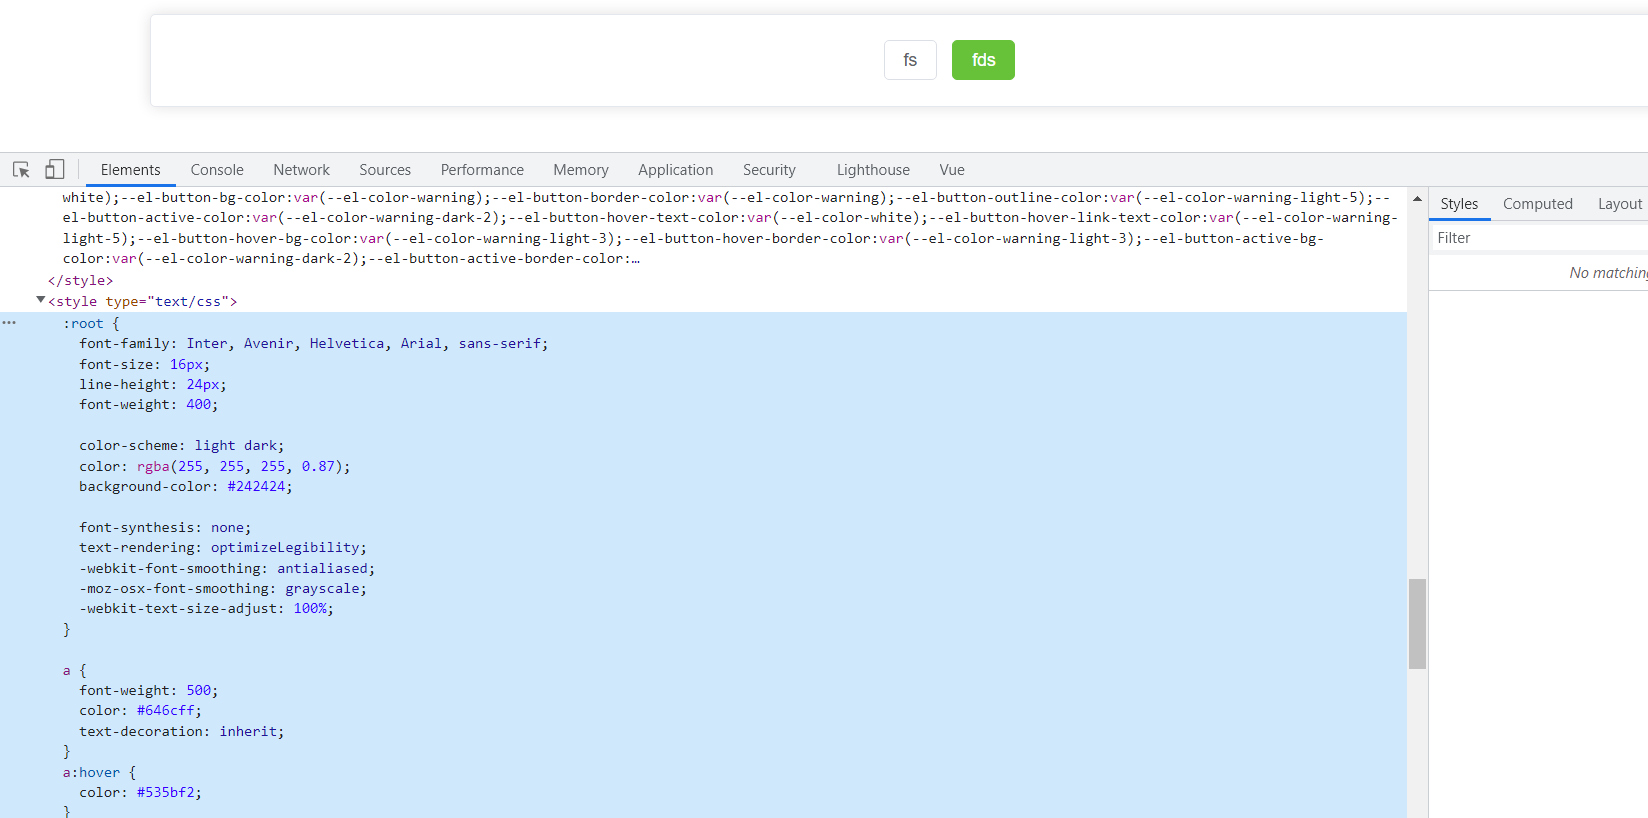 fs fds
Elements Console Network Sources Performance Memory Application Security Lighthouse Vue
white);--el-button-bg-color:var(--el-color-warning);--el-button-border-color:var(--el-color-warning);--el-button-outline-color:var(--el-color-warning-light-5);--
el-button-active-color:var(--el-color-warning-dark-2);--el-button-hover-text-color:var(--el-color-white);--el-button-hover-link-text-color:var(--el-color-warning-
light-5);--el-button-hover-bg-color:var(--el-color-warning-light-3);--el-button-hover-border-color:var(--el-color-warning-light-3);--el-button-active-bg-
color:var(--el-color-warning-dark-2);--el-button-active-border-color:…
</style>
<style type="text/css">
:root {
font-family: Inter, Avenir, Helvetica, Arial, sans-serif;
font-size: 16px;
line-height: 24px;
font-weight: 400;
color-scheme: light dark;
color: rgba(255, 255, 255, 0.87);
background-color: #242424;
font-synthesis: none;
text-rendering: optimizeLegibility;
-webkit-font-smoothing: antialiased;
-moz-osx-font-smoothing: grayscale;
-webkit-text-size-adjust: 100%;
}
a {
font-weight: 500;
color: #646cff;
text-decoration: inherit;
}
a:hover {
color: #535bf2;
}
Styles Computed Layout
Filter
No matching